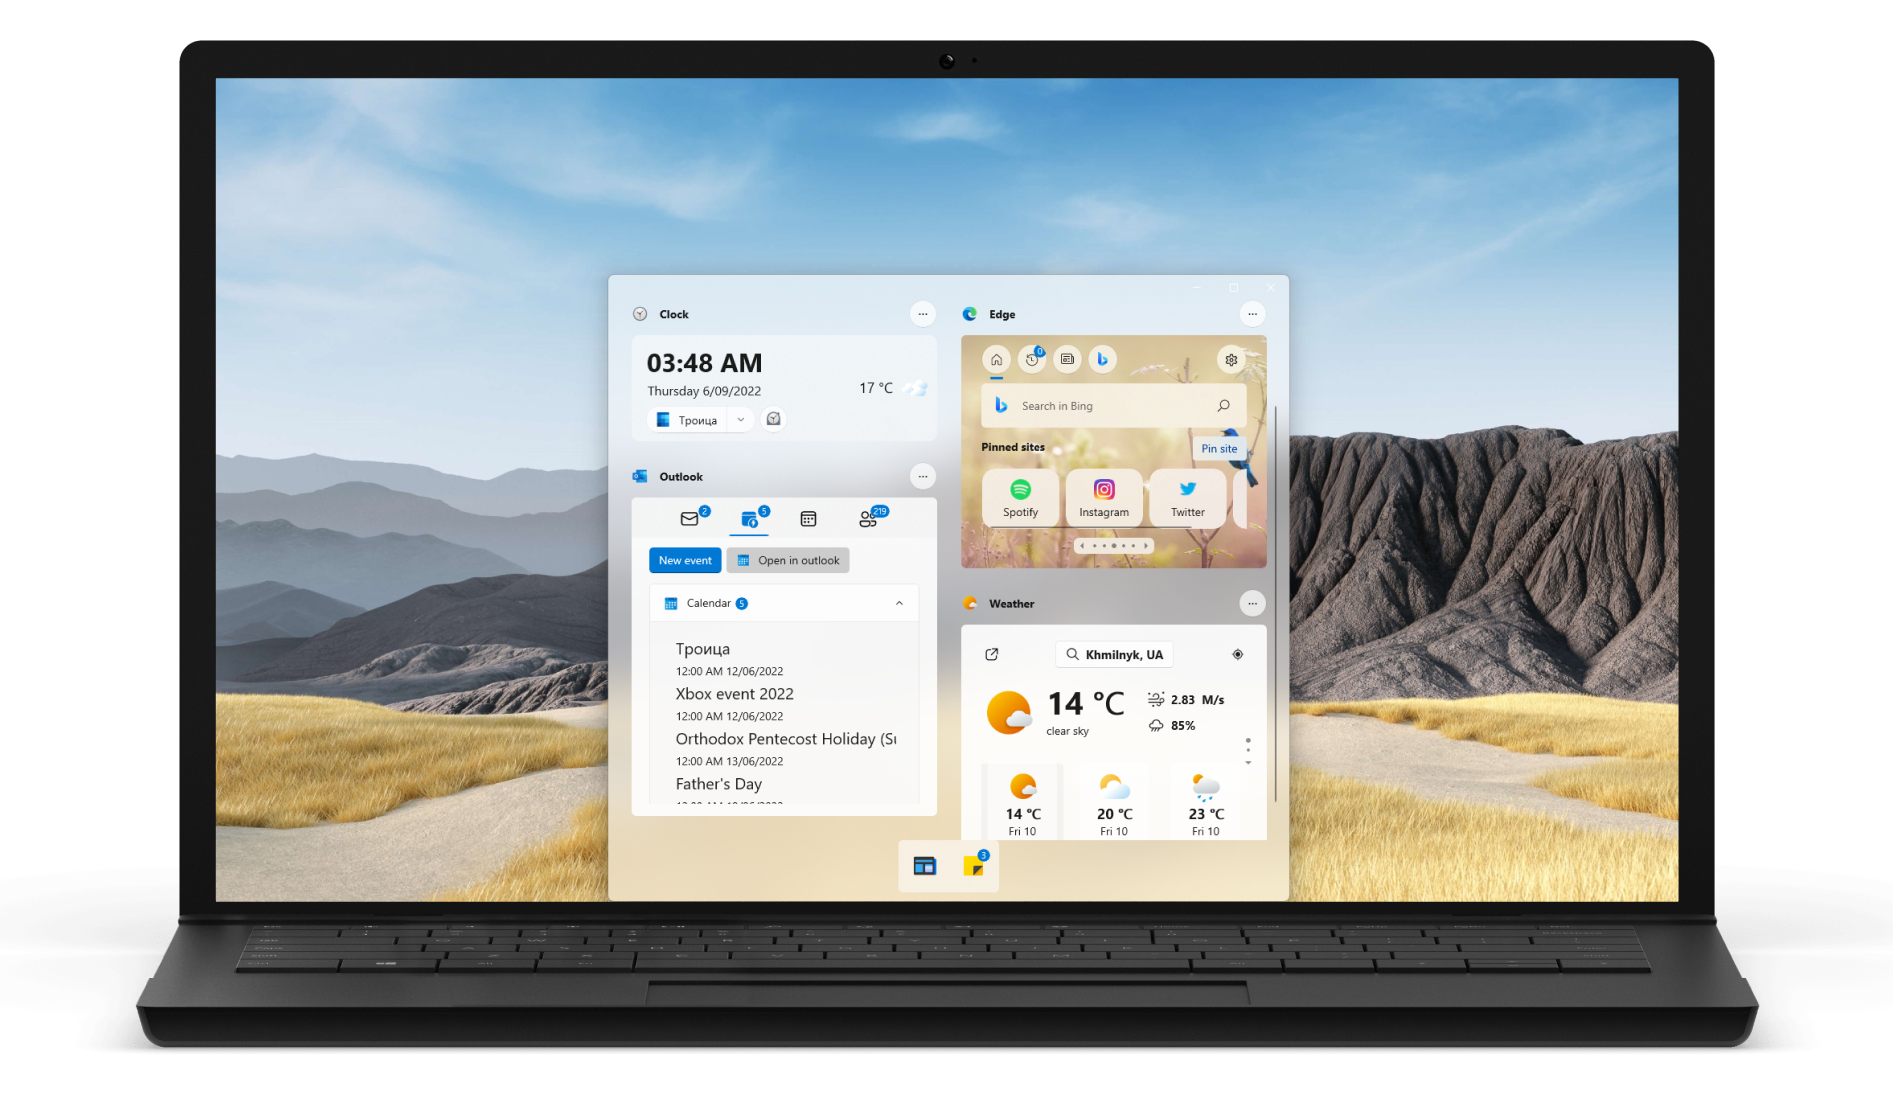 Clock
03:48 AM
Thursday 6/09/2022
17 °C
Троица
Outlook
2
5
219
New event
Open in outlook
Calendar 5
Троица
12:00 AM 12/06/2022
Xbox event 2022
12:00 AM 12/06/2022
Orthodox Pentecost Holiday (Su
12:00 AM 13/06/2022
Father's Day
Edge
0
Search in Bing
Pinned sites
Pin site
Spotify
Instagram
Twitter
Weather
Khmilnyk, UA
14 °C
clear sky
2.83 M/s
85%
14 °C
Fri 10
20 °C
Fri 10
23 °C
Fri 10
3